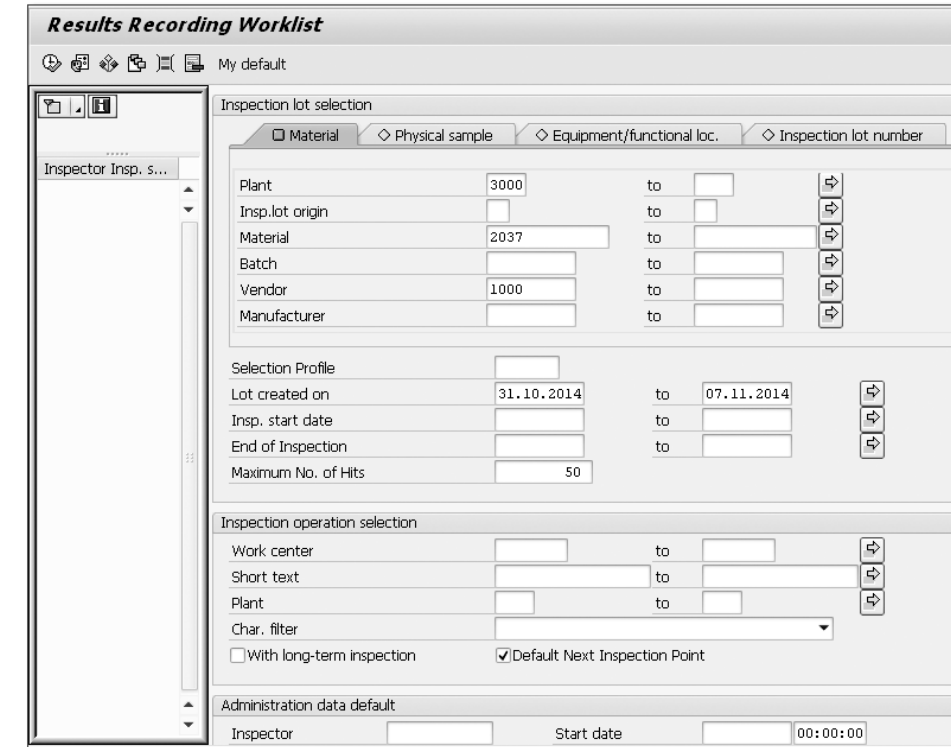 Results Recording Worklist
My default
Inspector Insp. s...
Inspection lot selection
Material Physical sample Equipment/functional loc. Inspection lot number
Plant 3000 to
Insp.lot origin to
Material 2037 to
Batch to
Vendor 1000 to
Manufacturer to
Selection Profile
Lot created on 31.10.2014 to 07.11.2014
Insp. start date to
End of Inspection to
Maximum No. of Hits 50
Inspection operation selection
Work center to
Short text to
Plant to
Char. filter
With long-term inspection Default Next Inspection Point
Administration data default
Inspector Start date 00:00:00